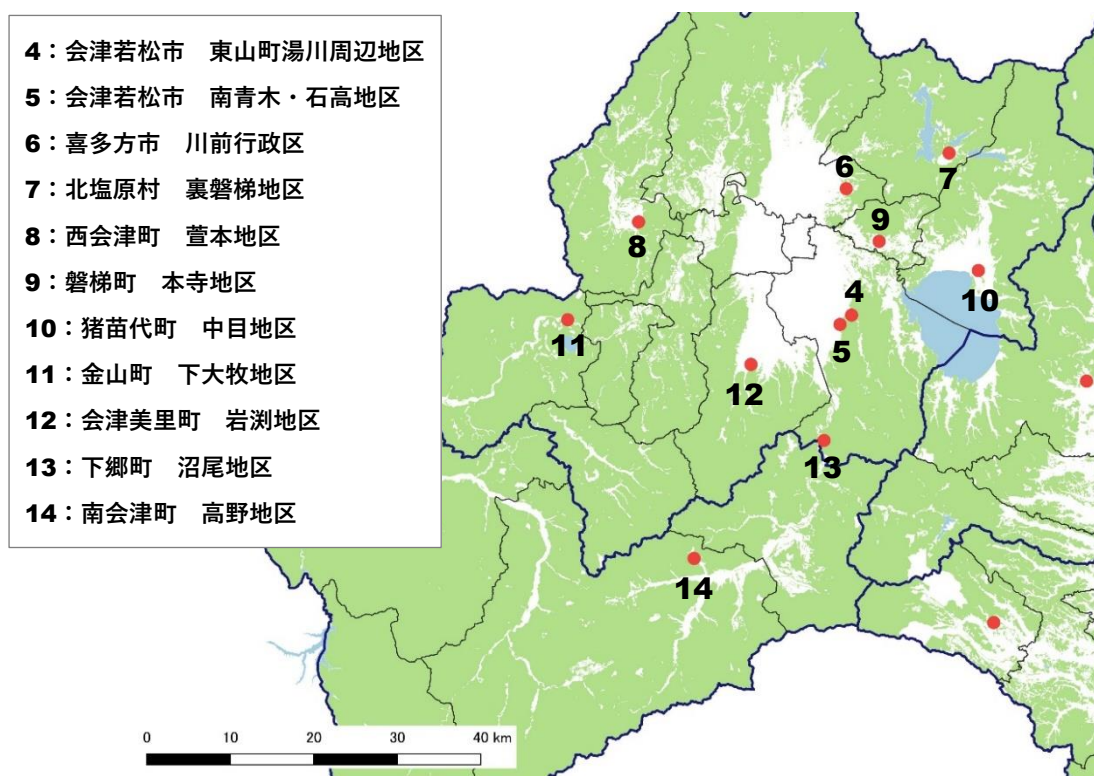 4：会津若松市　東山町湯川周辺地区
5：会津若松市　南青木・石高地区
6：喜多方市　川前行政区
7：北塩原村　裏磐梯地区
8：西会津町　萱本地区
9：磐梯町　本寺地区
10：猪苗代町　中目地区
11：金山町　下大牧地区
12：会津美里町　岩渕地区
13：下郷町　沼尾地区
14：南会津町　高野地区
6
7
8
9
10
4
11
5
12
13
14
0 10 20 30 40 km